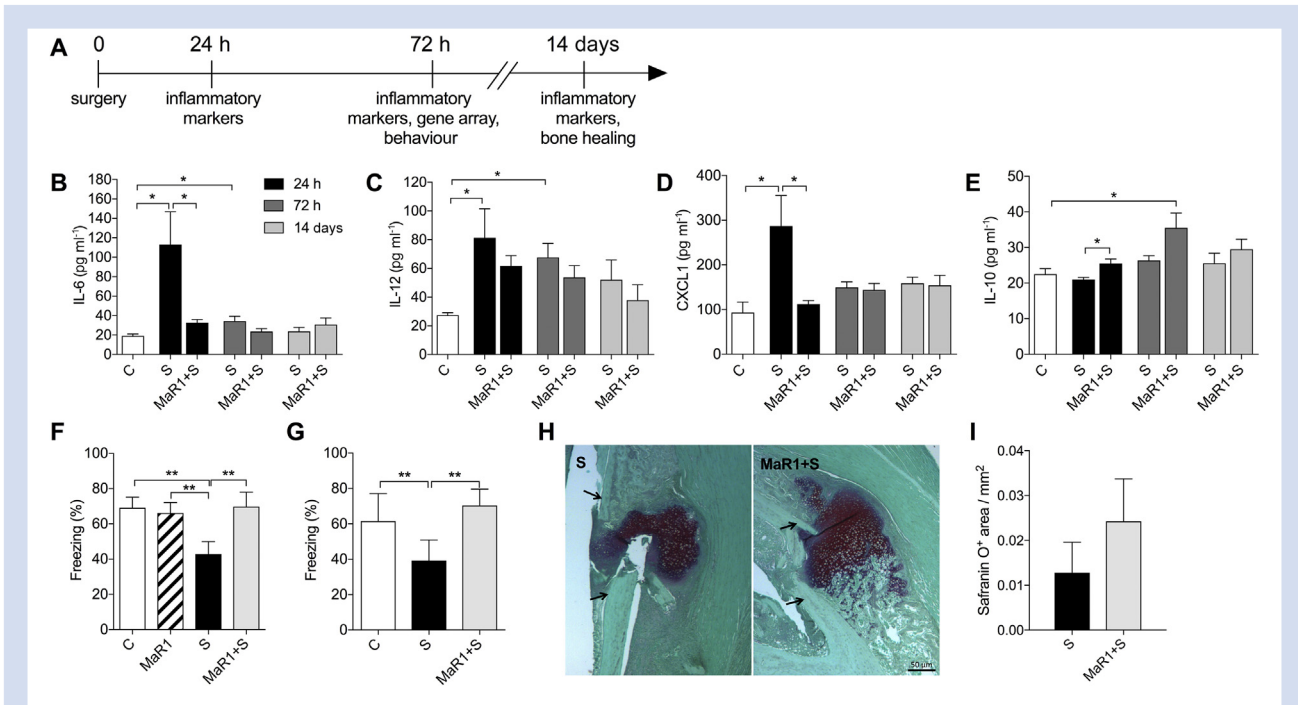 A
0 24 h 72 h 14 days
surgery
inflammatory
markers
inflammatory
markers, gene array,
behaviour
inflammatory
markers,
bone healing
B
IL-6 (pg ml⁻¹)
180
160
140
120
100
80
60
40
20
0
* * *
24 h
72 h
14 days
C S MaR1+S S MaR1+S S MaR1+S
C
IL-12 (pg ml⁻¹)
120
100
80
60
40
20
0
* *
C S MaR1+S S MaR1+S S MaR1+S
D
CXCL1 (pg ml⁻¹)
400
300
200
150
100
0
* *
C S MaR1+S S MaR1+S S MaR1+S
E
IL-10 (pg ml⁻¹)
50
40
30
20
10
0
* *
C S MaR1+S S MaR1+S S MaR1+S
F
Freezing (%)
100
80
60
40
20
0
** ** **
C MaR1 S MaR1+S
G
Freezing (%)
100
80
60
40
20
0
** **
C S MaR1+S
H
S
MaR1+S
50 µm
I
Safranin O⁺ area / mm²
0.04
0.03
0.02
0.01
0.00
S MaR1+S